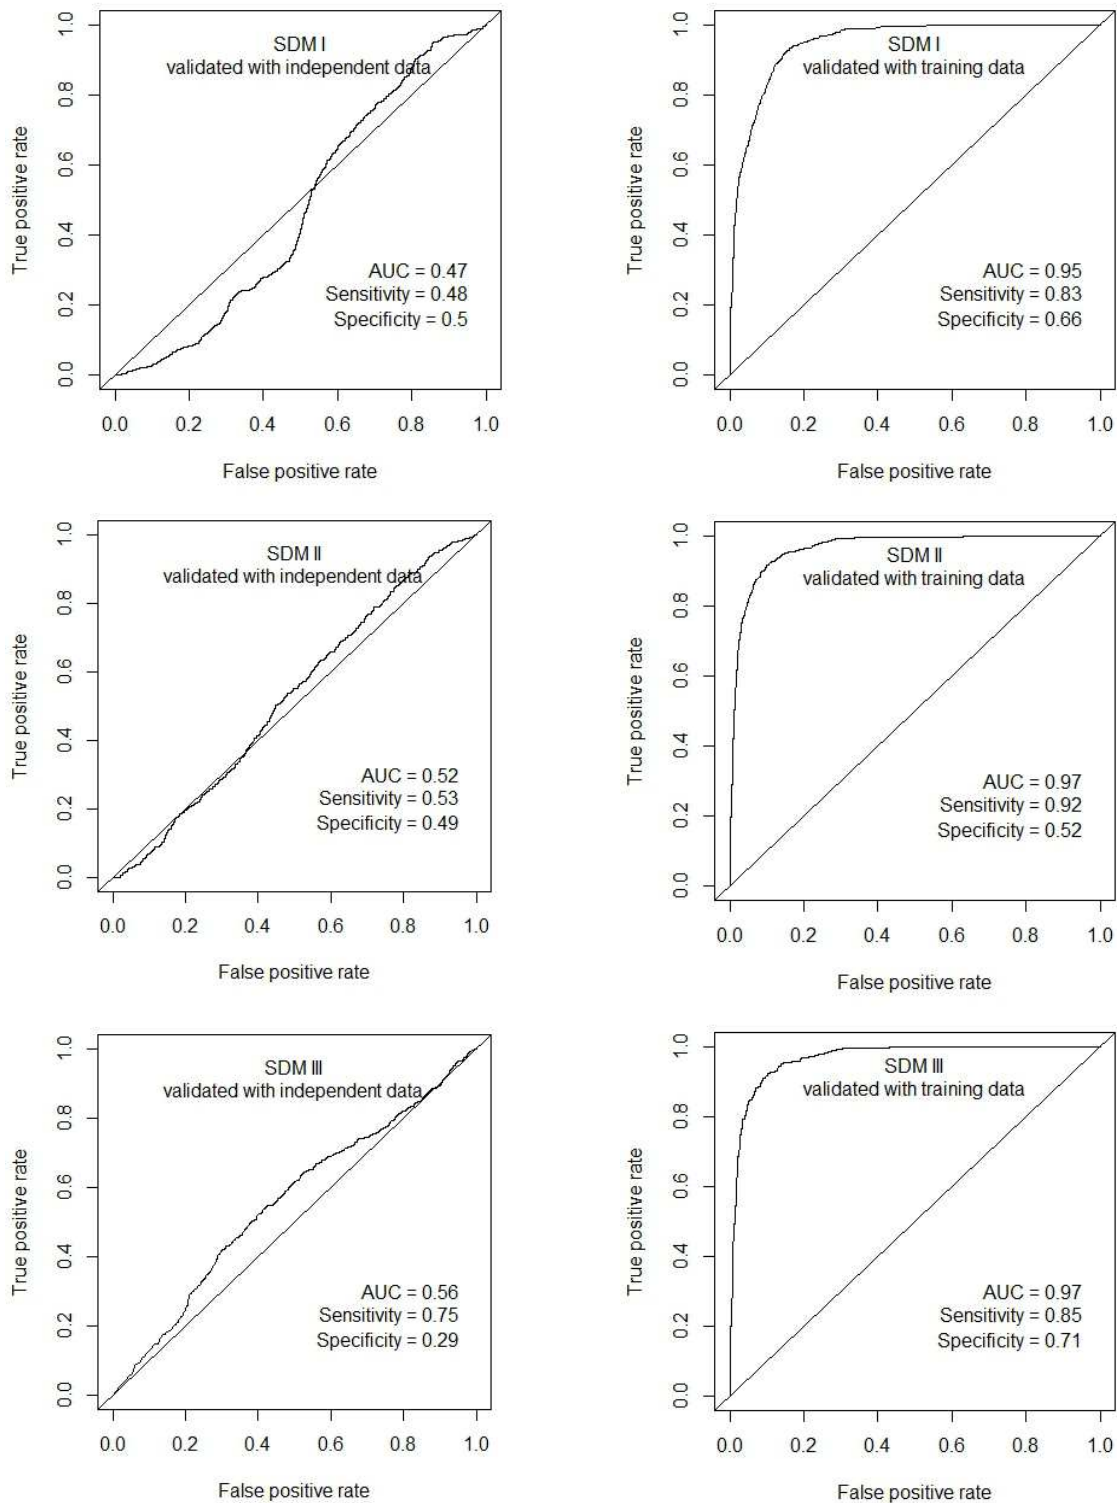 SDM I
validated with independent data
AUC = 0.47
Sensitivity = 0.48
Specificity = 0.5
True positive rate
0.0 0.2 0.4 0.6 0.8 1.0
0.0 0.2 0.4 0.6 0.8 1.0
False positive rate
SDM I
validated with training data
AUC = 0.95
Sensitivity = 0.83
Specificity = 0.66
True positive rate
0.0 0.2 0.4 0.6 0.8 1.0
0.0 0.2 0.4 0.6 0.8 1.0
False positive rate
SDM II
validated with independent data
AUC = 0.52
Sensitivity = 0.53
Specificity = 0.49
True positive rate
0.0 0.2 0.4 0.6 0.8 1.0
0.0 0.2 0.4 0.6 0.8 1.0
False positive rate
SDM II
validated with training data
AUC = 0.97
Sensitivity = 0.92
Specificity = 0.52
True positive rate
0.0 0.2 0.4 0.6 0.8 1.0
0.0 0.2 0.4 0.6 0.8 1.0
False positive rate
SDM III
validated with independent data
AUC = 0.56
Sensitivity = 0.75
Specificity = 0.29
True positive rate
0.0 0.2 0.4 0.6 0.8 1.0
0.0 0.2 0.4 0.6 0.8 1.0
False positive rate
SDM III
validated with training data
AUC = 0.97
Sensitivity = 0.85
Specificity = 0.71
True positive rate
0.0 0.2 0.4 0.6 0.8 1.0
0.0 0.2 0.4 0.6 0.8 1.0
False positive rate